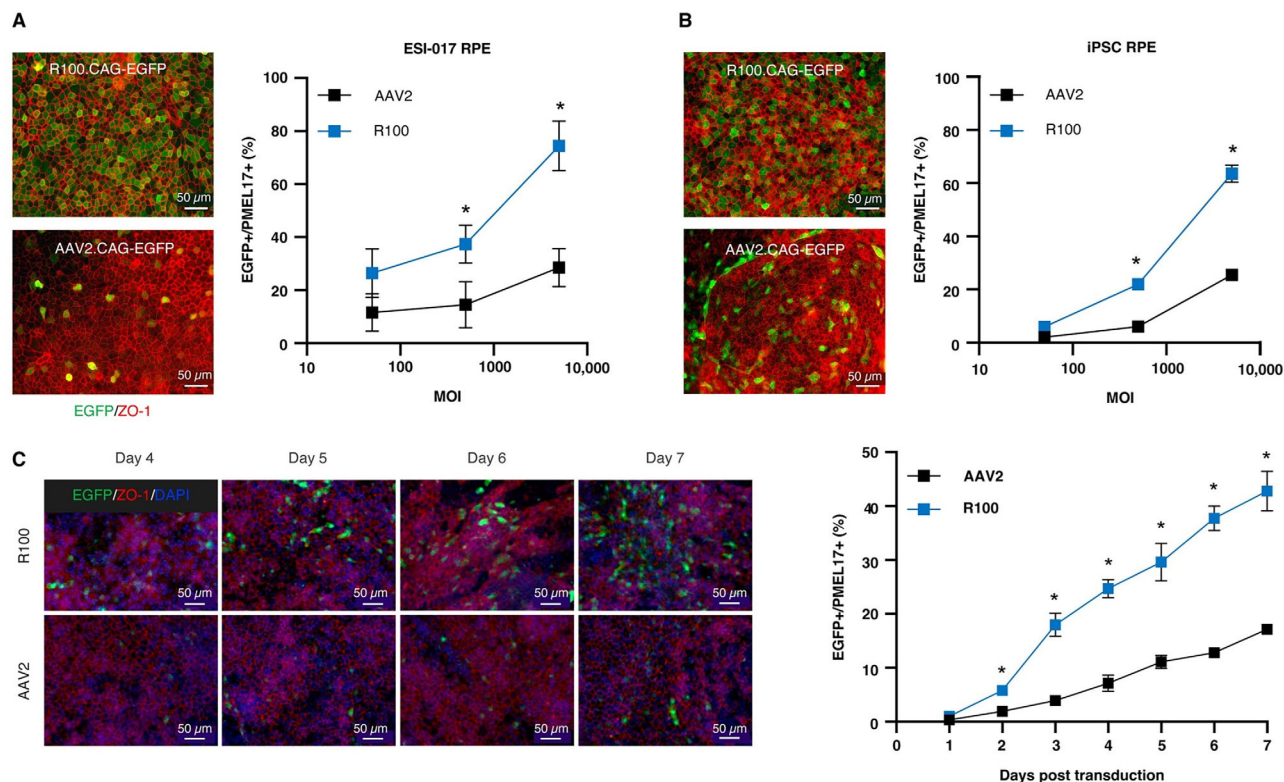 A
R100.CAG-EGFP
50 µm
AAV2.CAG-EGFP
50 µm
EGFP/ZO-1
ESI-017 RPE
AAV2
R100
EGFP+/PMEL17+ (%)
100
80
60
40
20
0
*
*
10
100
1000
10,000
MOI
B
R100.CAG-EGFP
50 µm
AAV2.CAG-EGFP
50 µm
iPSC RPE
AAV2
R100
EGFP+/PMEL17+ (%)
100
80
60
40
20
0
*
*
10
100
1000
10,000
MOI
C
Day 4
Day 5
Day 6
Day 7
R100
EGFP/ZO-1/DAPI
50 µm
50 µm
50 µm
50 µm
AAV2
50 µm
50 µm
50 µm
50 µm
AAV2
R100
EGFP+/PMEL17+ (%)
50
40
30
20
10
0
*
*
*
*
*
*
0
1
2
3
4
5
6
7
Days post transduction